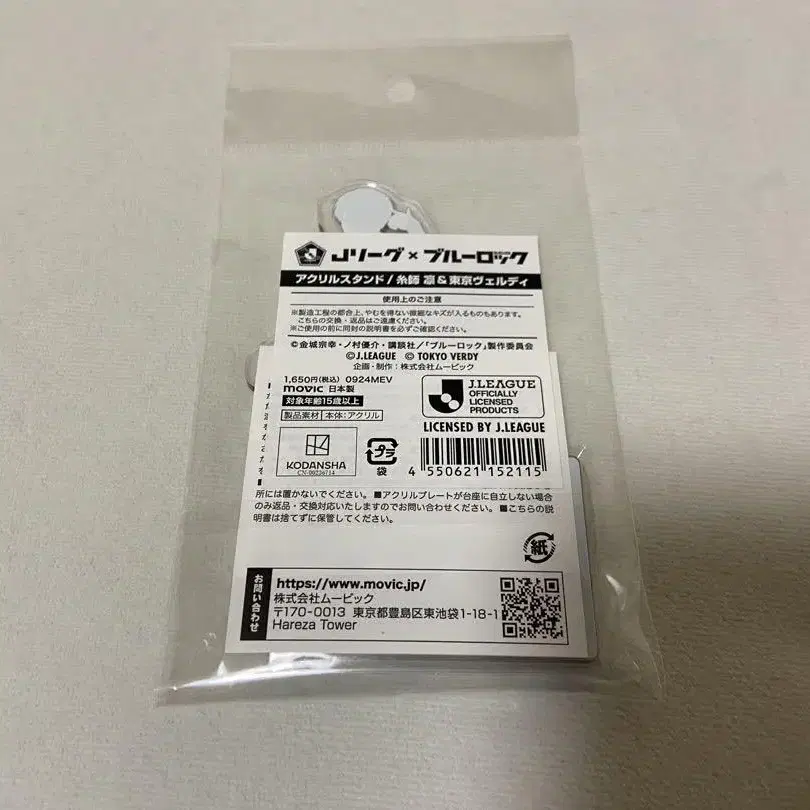 Jリーグ×ブルーロック
アクリルスタンド/糸師 凛&東京ヴェルディ
使用上のご注意
※製造工程の都合上、やむを得ない微細なキズが入るものもあります。
こちらの交換・返品はご遠慮ください。
※ご使用の前に同封の説明書を必ずご確認ください。
©金城宗幸・ノ村優介・講談社/「ブルーロック」製作委員会
©J.LEAGUE © TOKYO VERDY
企画・制作:株式会社ムービック
1,650円(税込) 0924MEV
movic 日本製
対象年齢15歳以上
製品素材 本体:アクリル
J.LEAGUE
OFFICIALLY
LICENSED
PRODUCTS
LICENSED BY J.LEAGUE
KODANSHA
CN-00236714
プラ
袋
4 550621 152115
所には置かないでください。■アクリルプレートが台座に自立しない場合
のみ返品・交換対応いたしますのでお問い合わせください。■こちらの説
明書は捨てずに保管してください。
紙
お問い合わせ
https://www.movic.jp/
株式会社ムービック
〒170-0013 東京都豊島区東池袋1-18-1
Hareza Tower